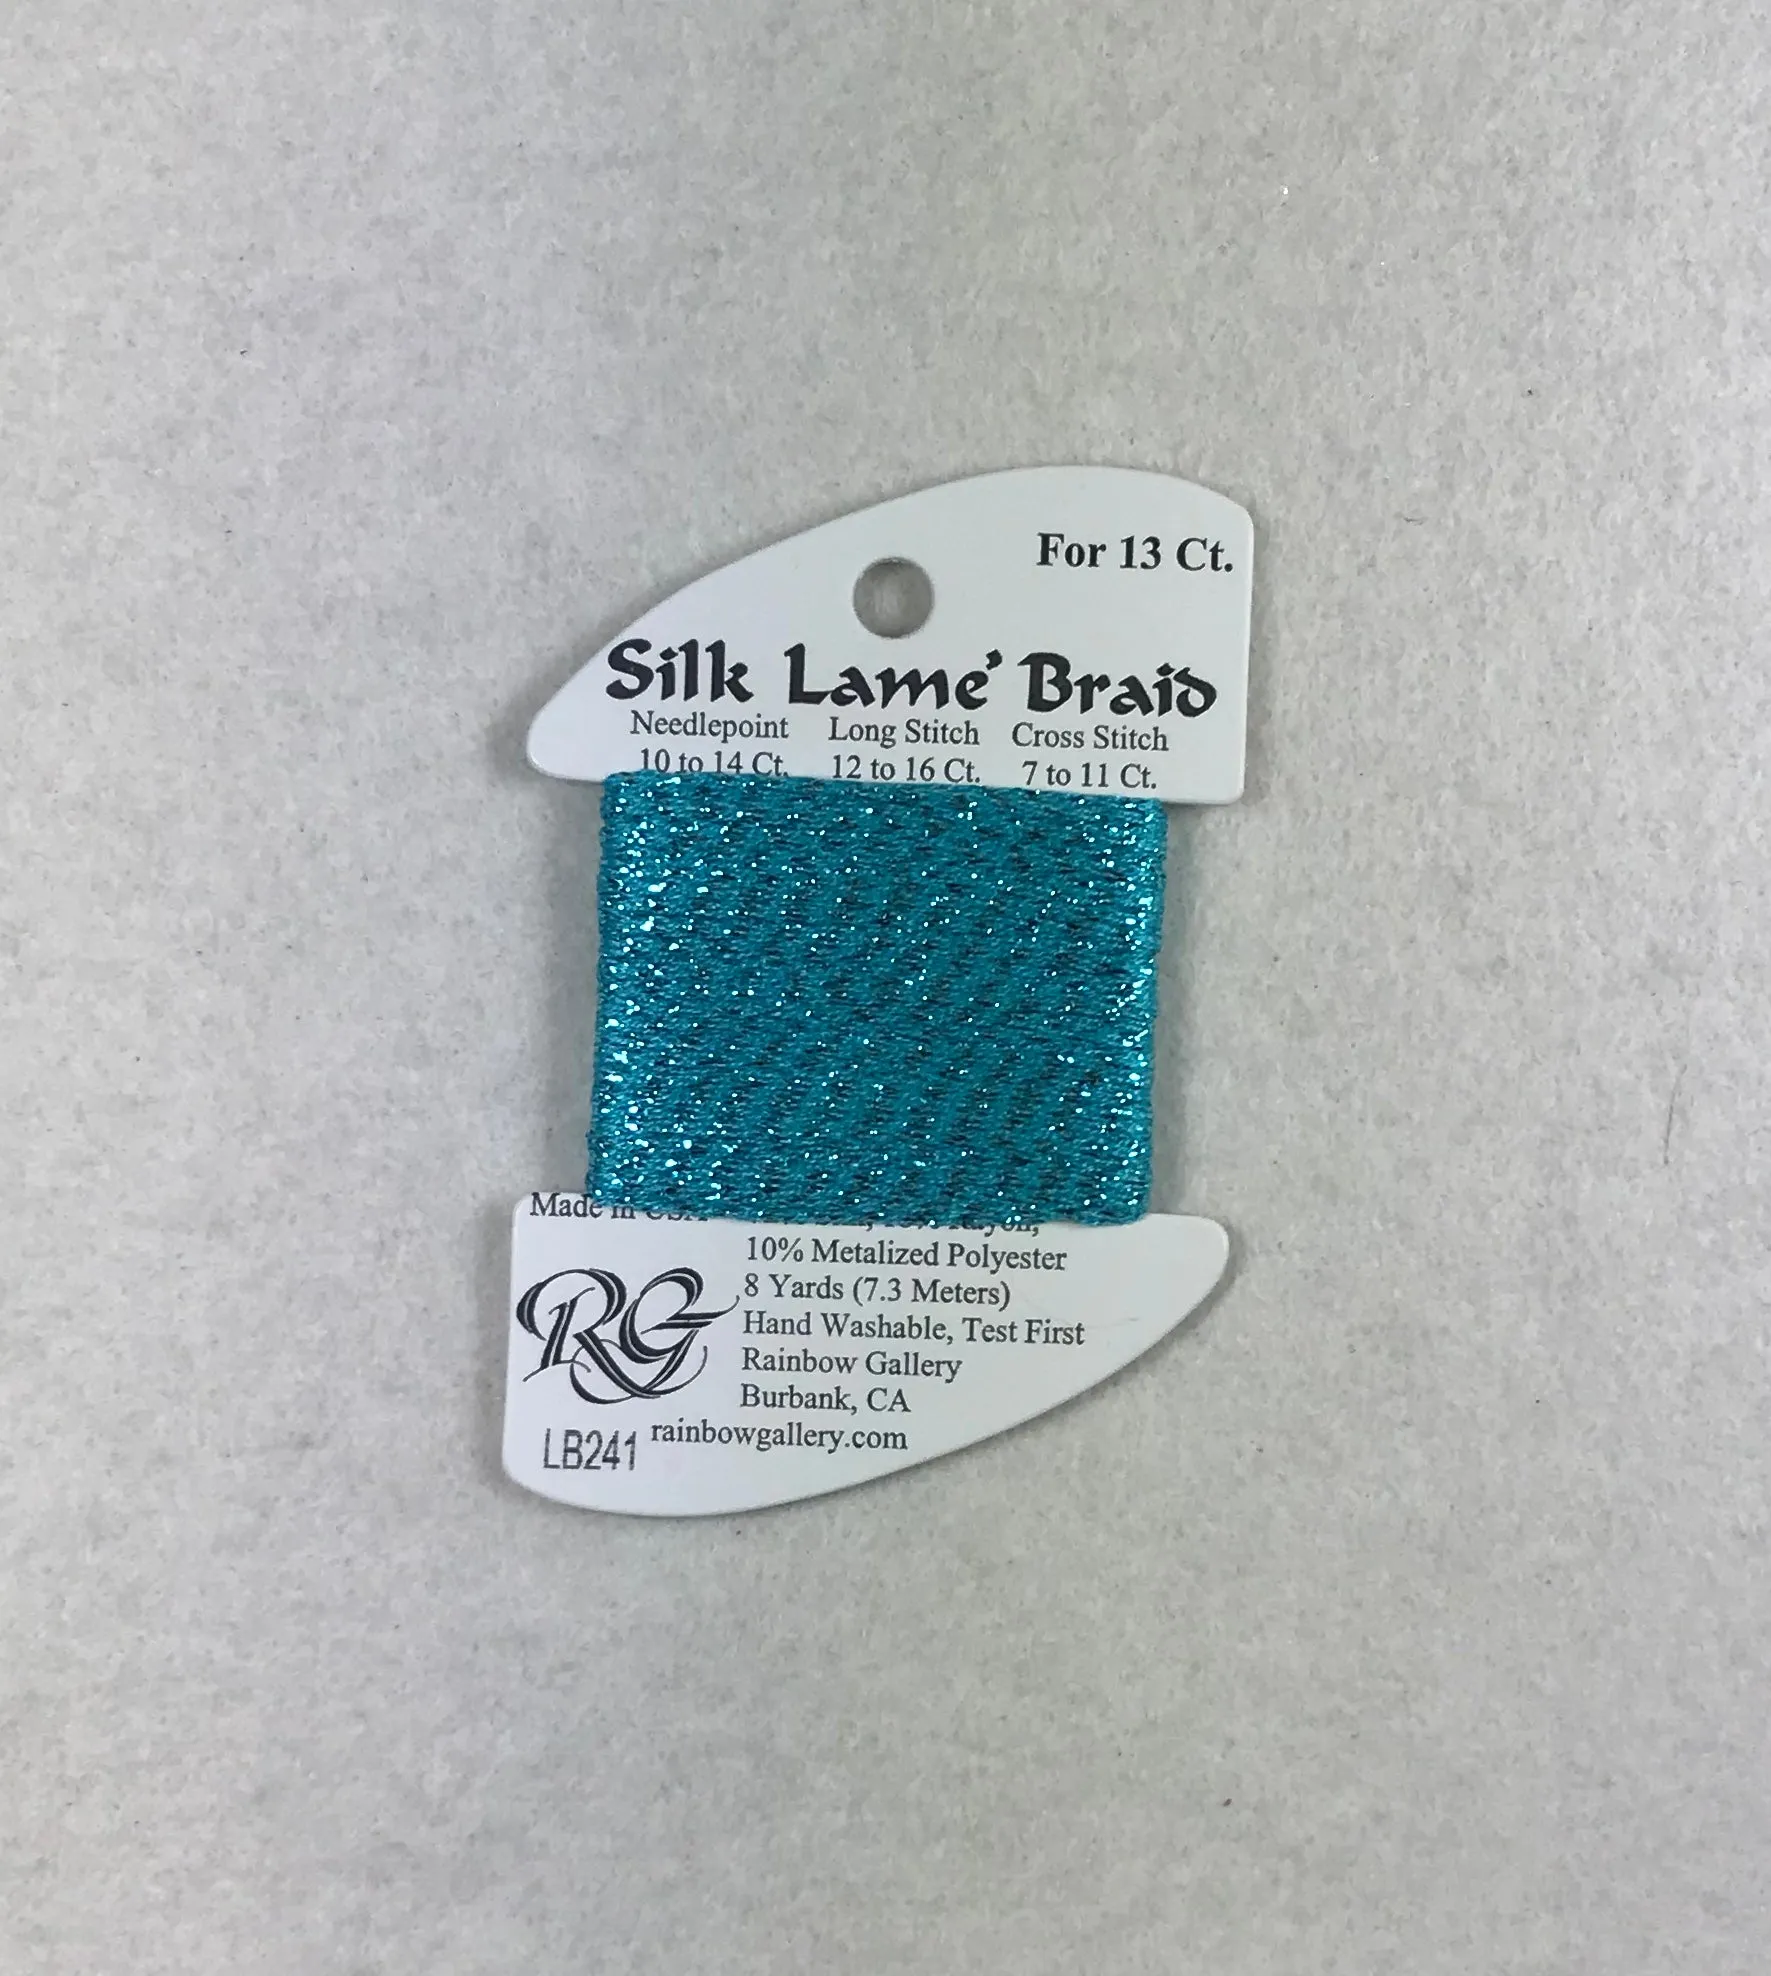 For 13 Ct.
Silk Lame' Braid
Needlepoint Long Stitch Cross Stitch
10 to 14 Ct. 12 to 16 Ct. 7 to 11 Ct.
Made in USA
10% Metalized Polyester
8 Yards (7.3 Meters)
Hand Washable, Test First
Rainbow Gallery
Burbank, CA
rainbowgallery.com
RG
LB241